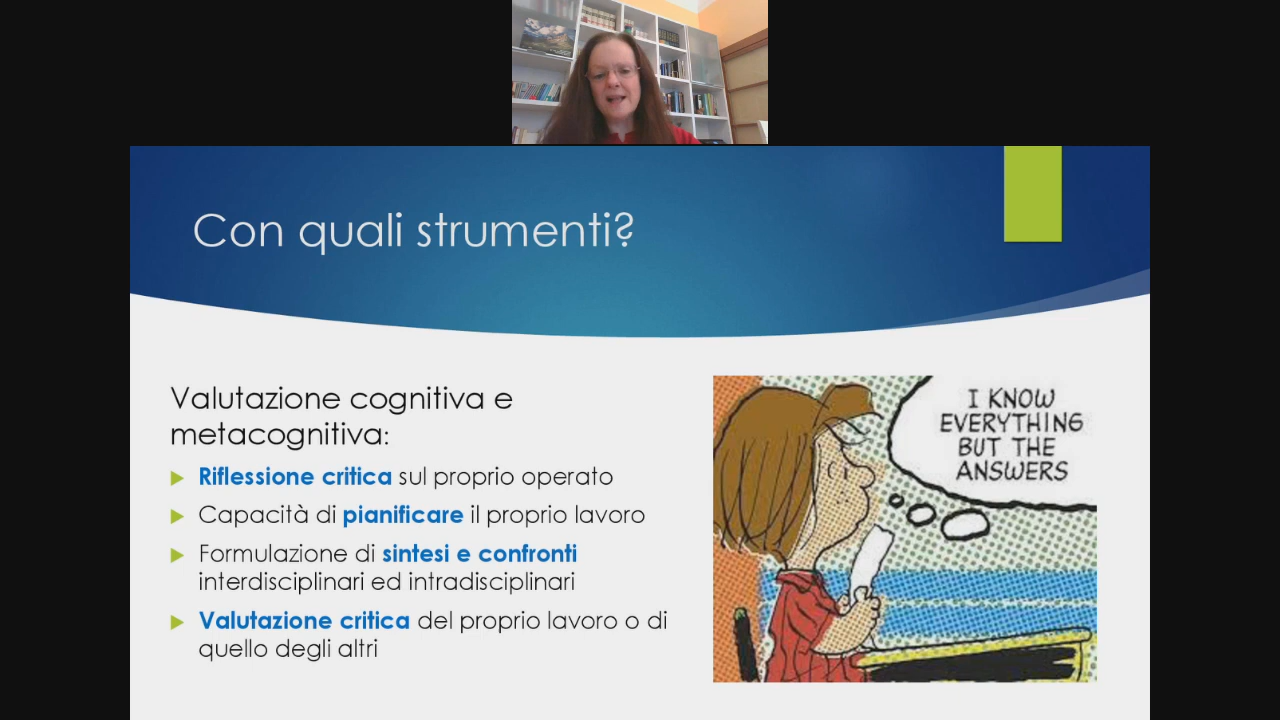 Con quali strumenti?
Valutazione cognitiva e
metacognitiva:
Riflessione critica sul proprio operato
Capacità di pianificare il proprio lavoro
Formulazione di sintesi e confronti
interdisciplinari ed intradisciplinari
Valutazione critica del proprio lavoro o di
quello degli altri
I KNOW
EVERYTHING
BUT THE
ANSWERS